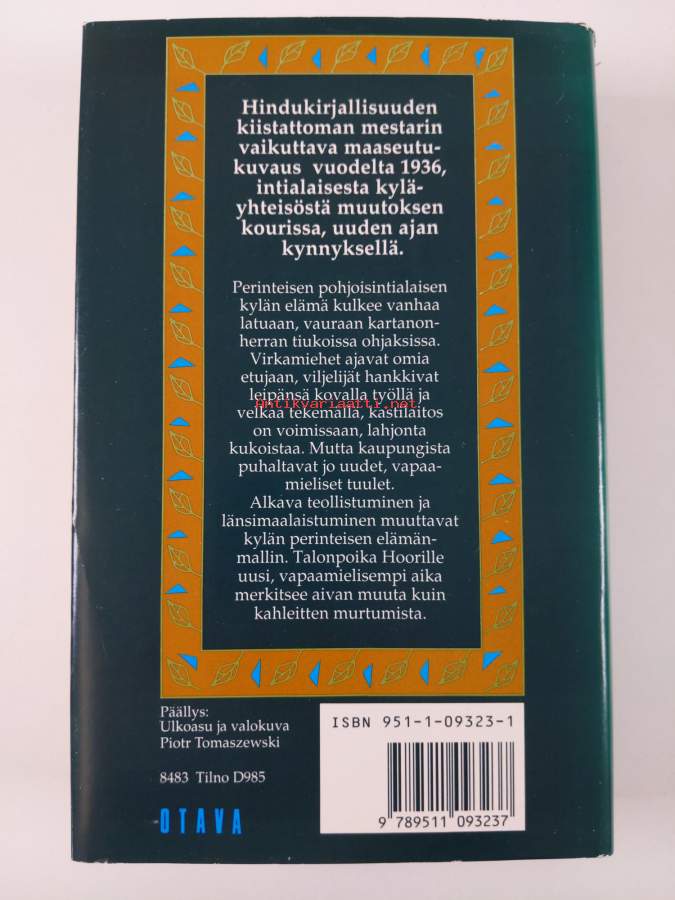 Hindukirjallisuuden
kiistattoman mestarin
vaikuttava maaseutu-
kuvaus vuodelta 1936,
intialaisesta kylä-
yhteisöstä muutoksen
kourissa, uuden ajan
kynnyksellä.
Perinteisen pohjoisintialaisen
kylän elämä kulkee vanhaa
latuaan, vauraan kartanon-
herran tiukoissa ohjaksissa.
Virkamiehet ajavat omia
etujaan, viljelijät hankkivat
leipänsä kovalla työllä ja
Antikvariaatti.net
velkaa tekemällä, kastilaitos
on voimissaan, lahjonta
kukoistaa. Mutta kaupungista
puhaltavat jo uudet, vapaa-
mieliset tuulet.
Alkava teollistuminen ja
länsimaalaistuminen muuttavat
kylän perinteisen elämän-
mallin. Talonpoika Hoorille
uusi, vapaamielisempi aika
merkitsee aivan muuta kuin
kahleitten murtumista.
Päällys:
Ulkoasu ja valokuva
Piotr Tomaszewski
8483 Tilno D985
OTAVA
ISBN 951-1-09323-1
9 789511 093237